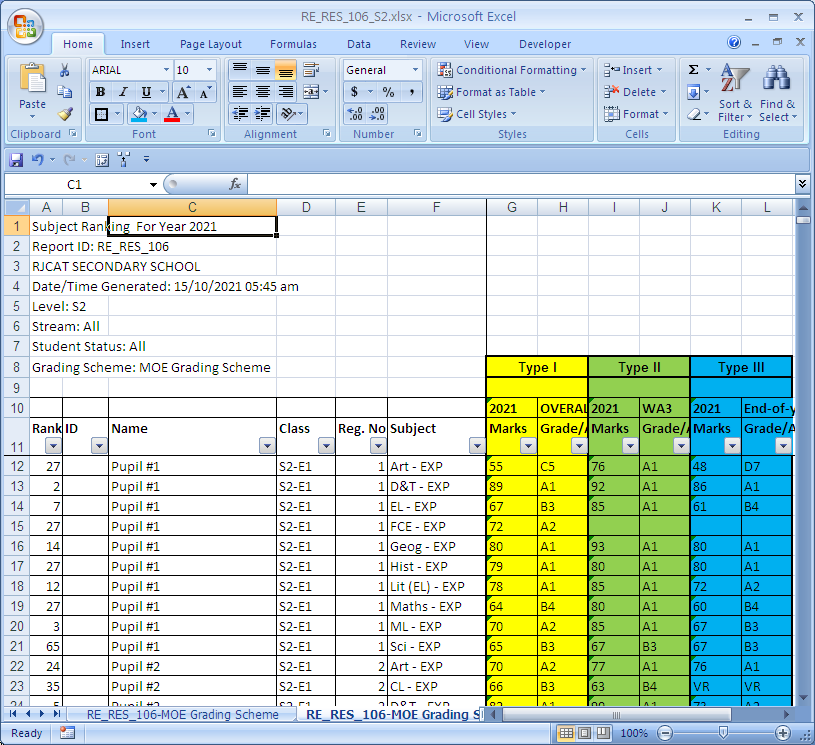 RE_RES_106_S2.xlsx - Microsoft Excel
Home Insert Page Layout Formulas Data Review View Developer
ARIAL 10 General Conditional Formatting Insert Σ
Paste B I U A A $ % , Format as Table Delete Sort & Filter Find & Select
A .00 .0 Cell Styles Format
Clipboard Font Alignment Number Styles Cells Editing
C1 fx
A B C D E F G H I J K L
1 Subject Ranking For Year 2021
2 Report ID: RE_RES_106
3 RJCAT SECONDARY SCHOOL
4 Date/Time Generated: 15/10/2021 05:45 am
5 Level: S2
6 Stream: All
7 Student Status: All
8 Grading Scheme: MOE Grading Scheme Type I Type II Type III
9
10 2021 OVERAL 2021 WA3 2021 End-of-y
11 Rank ID Name Class Reg. No Subject Marks Grade/A Marks Grade/A Marks Grade/A
12 27 Pupil #1 S2-E1 1 Art - EXP 55 C5 76 A1 48 D7
13 2 Pupil #1 S2-E1 1 D&T - EXP 89 A1 92 A1 86 A1
14 7 Pupil #1 S2-E1 1 EL - EXP 67 B3 85 A1 61 B4
15 27 Pupil #1 S2-E1 1 FCE - EXP 72 A2
16 14 Pupil #1 S2-E1 1 Geog - EXP 80 A1 93 A1 80 A1
17 27 Pupil #1 S2-E1 1 Hist - EXP 79 A1 80 A1 80 A1
18 12 Pupil #1 S2-E1 1 Lit (EL) - EXP 78 A1 85 A1 72 A2
19 27 Pupil #1 S2-E1 1 Maths - EXP 64 B4 80 A1 60 B4
20 3 Pupil #1 S2-E1 1 ML - EXP 70 A2 85 A1 67 B3
21 65 Pupil #1 S2-E1 1 Sci - EXP 65 B3 67 B3 67 B3
22 24 Pupil #2 S2-E1 2 Art - EXP 70 A2 77 A1 76 A1
23 35 Pupil #2 S2-E1 2 CL - EXP 66 B3 63 B4 VR VR
24 5 Pupil #2 S2-E1 2 D&T - EXP 82 A1 A1 73 A2
RE_RES_106-MOE Grading Scheme RE_RES_106-MOE Grading S
Ready 100%